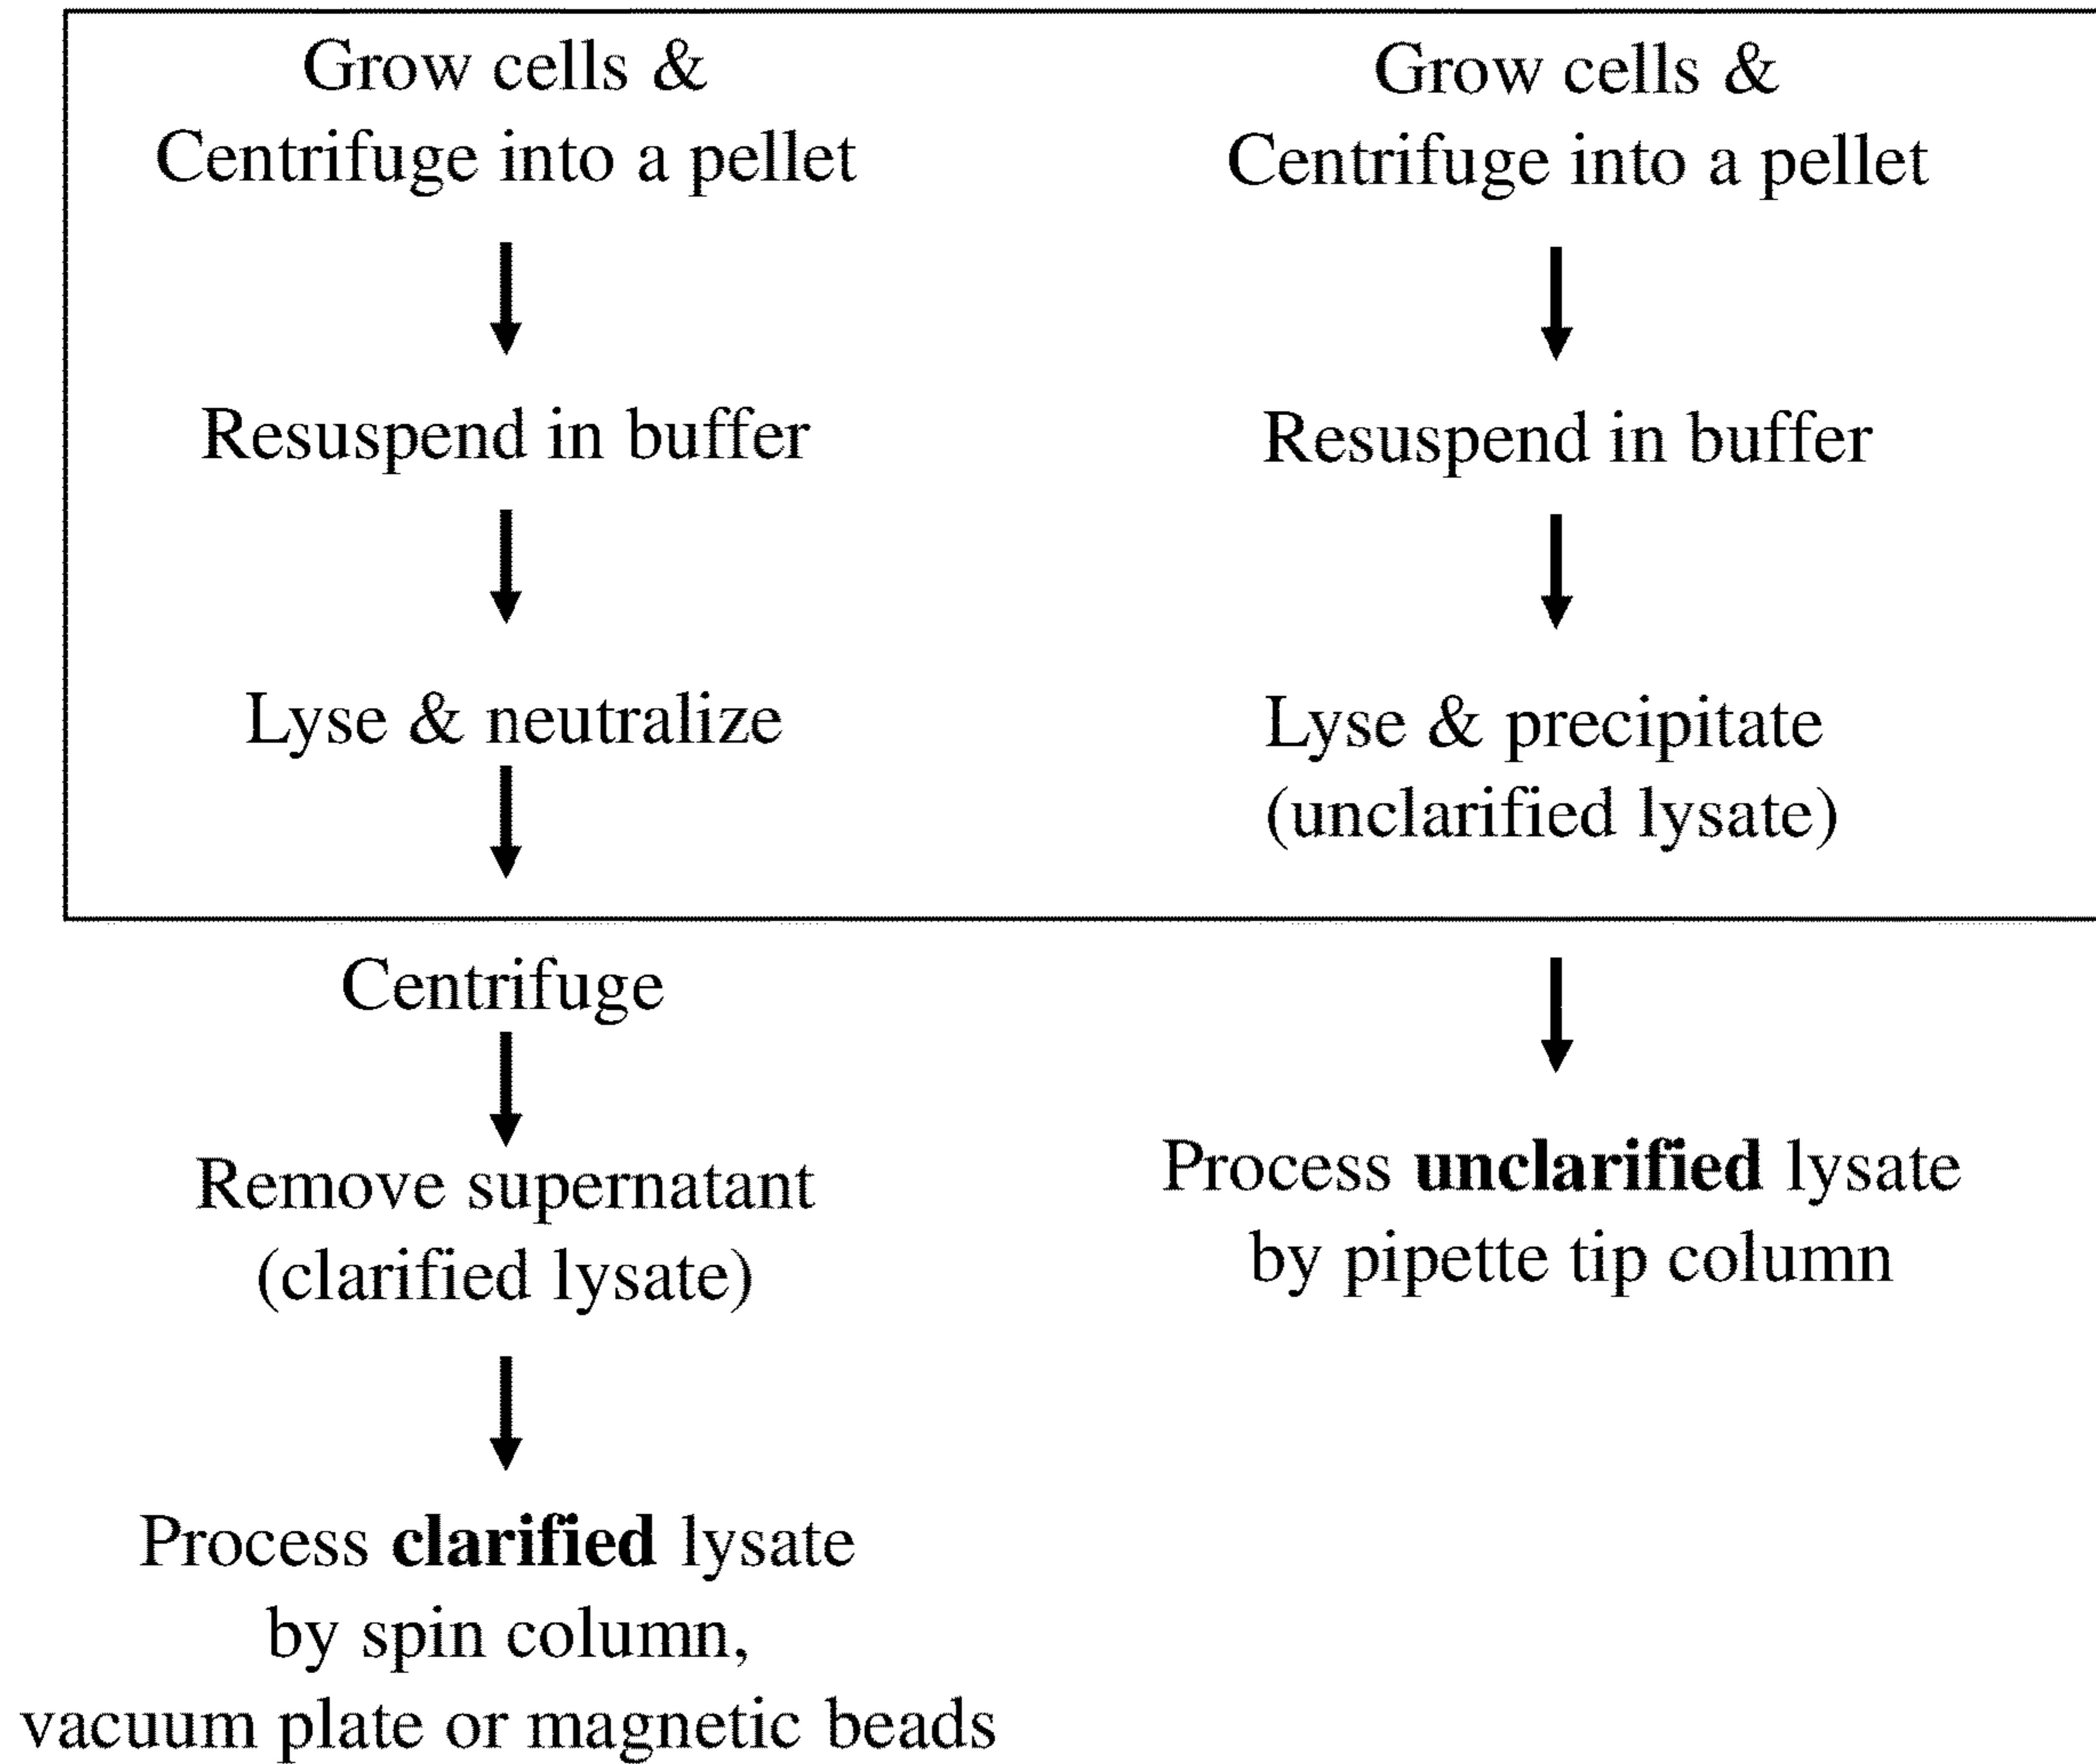 Grow cells &
Centrifuge into a pellet
Resuspend in buffer
Lyse & neutralize
Centrifuge
Remove supernatant
(clarified lysate)
Process clarified lysate
by spin column,
vacuum plate or magnetic beads
Grow cells &
Centrifuge into a pellet
Resuspend in buffer
Lyse & precipitate
(unclarified lysate)
Process unclarified lysate
by pipette tip column